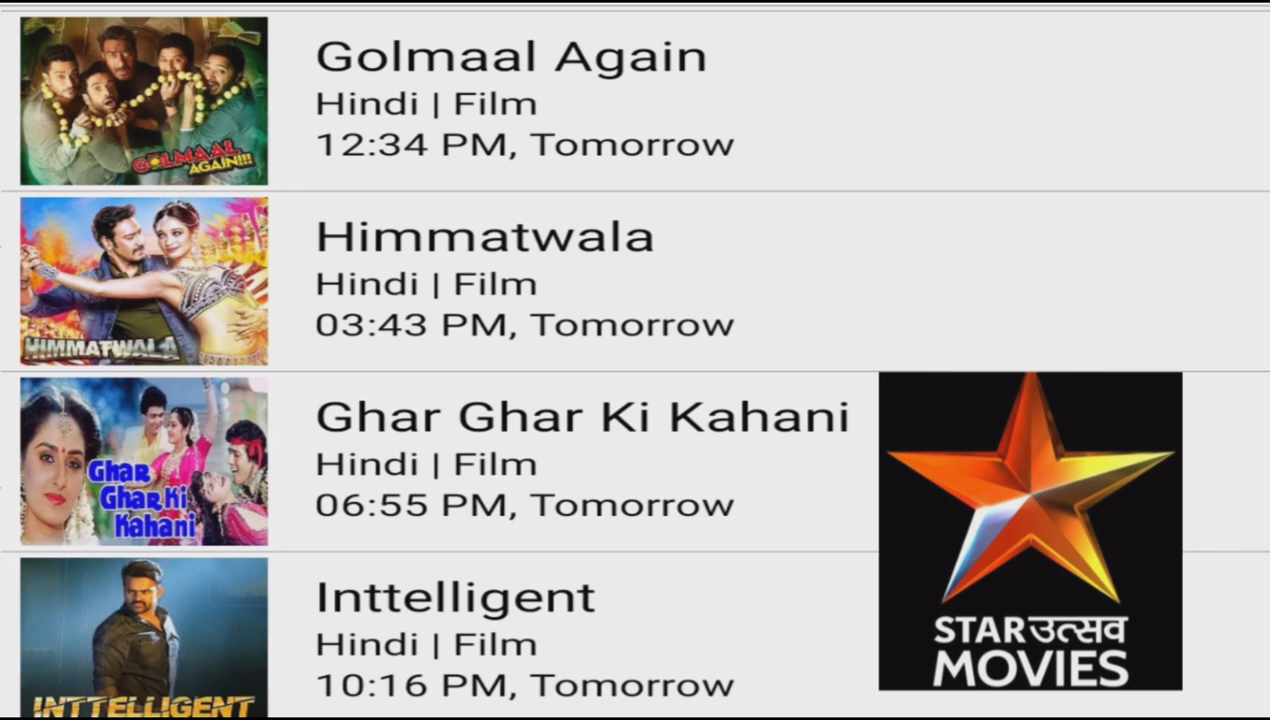 GOLMAAL
AGAIN!!!
Golmaal Again
Hindi | Film
12:34 PM, Tomorrow
HIMMATWALA
Himmatwala
Hindi | Film
03:43 PM, Tomorrow
GHAR
GHAR KI
KAHANI
Ghar Ghar Ki Kahani
Hindi | Film
06:55 PM, Tomorrow
INTTELLIGENT
Inttelligent
Hindi | Film
10:16 PM, Tomorrow
STAR उत्सव
MOVIES